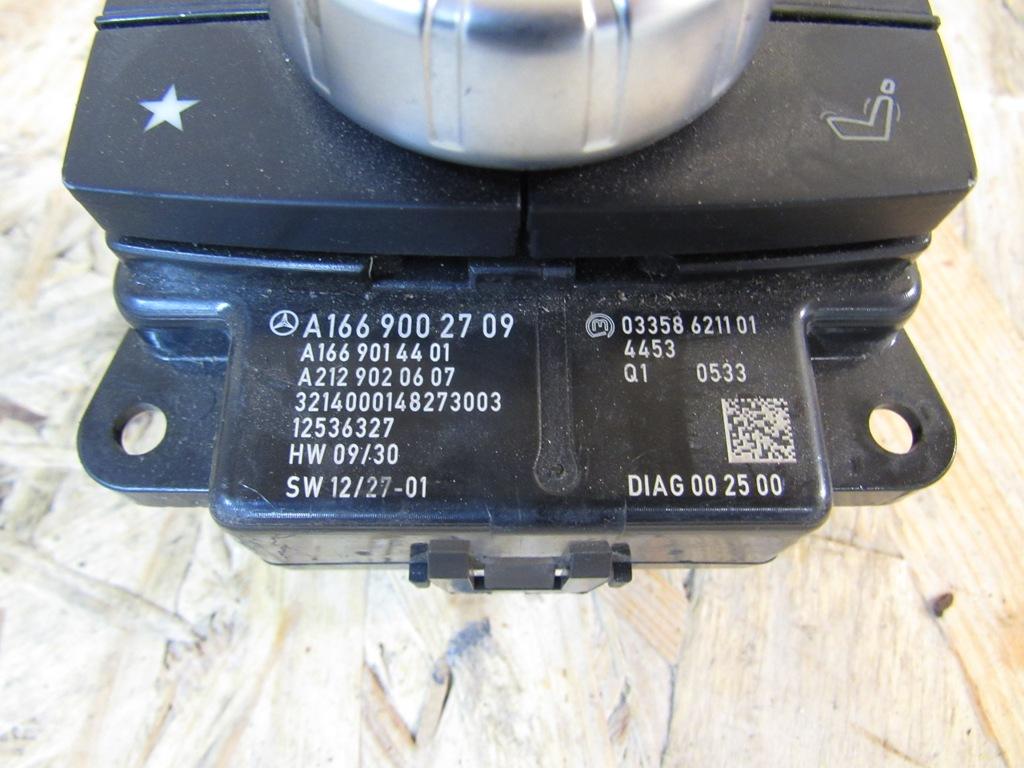 A166 900 27 09
A166 901 44 01
A212 902 06 07
3214000148273003
12536327
HW 09/30
SW 12/27-01
03358 6211 01
4453
Q1 0533
DIAG 00 25 00